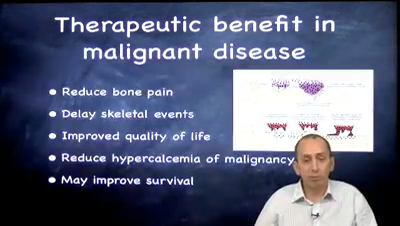 Therapeutic benefit in
malignant disease
Reduce bone pain
Delay skeletal events
Improved quality of life
Reduce hypercalcemia of malignancy
May improve survival